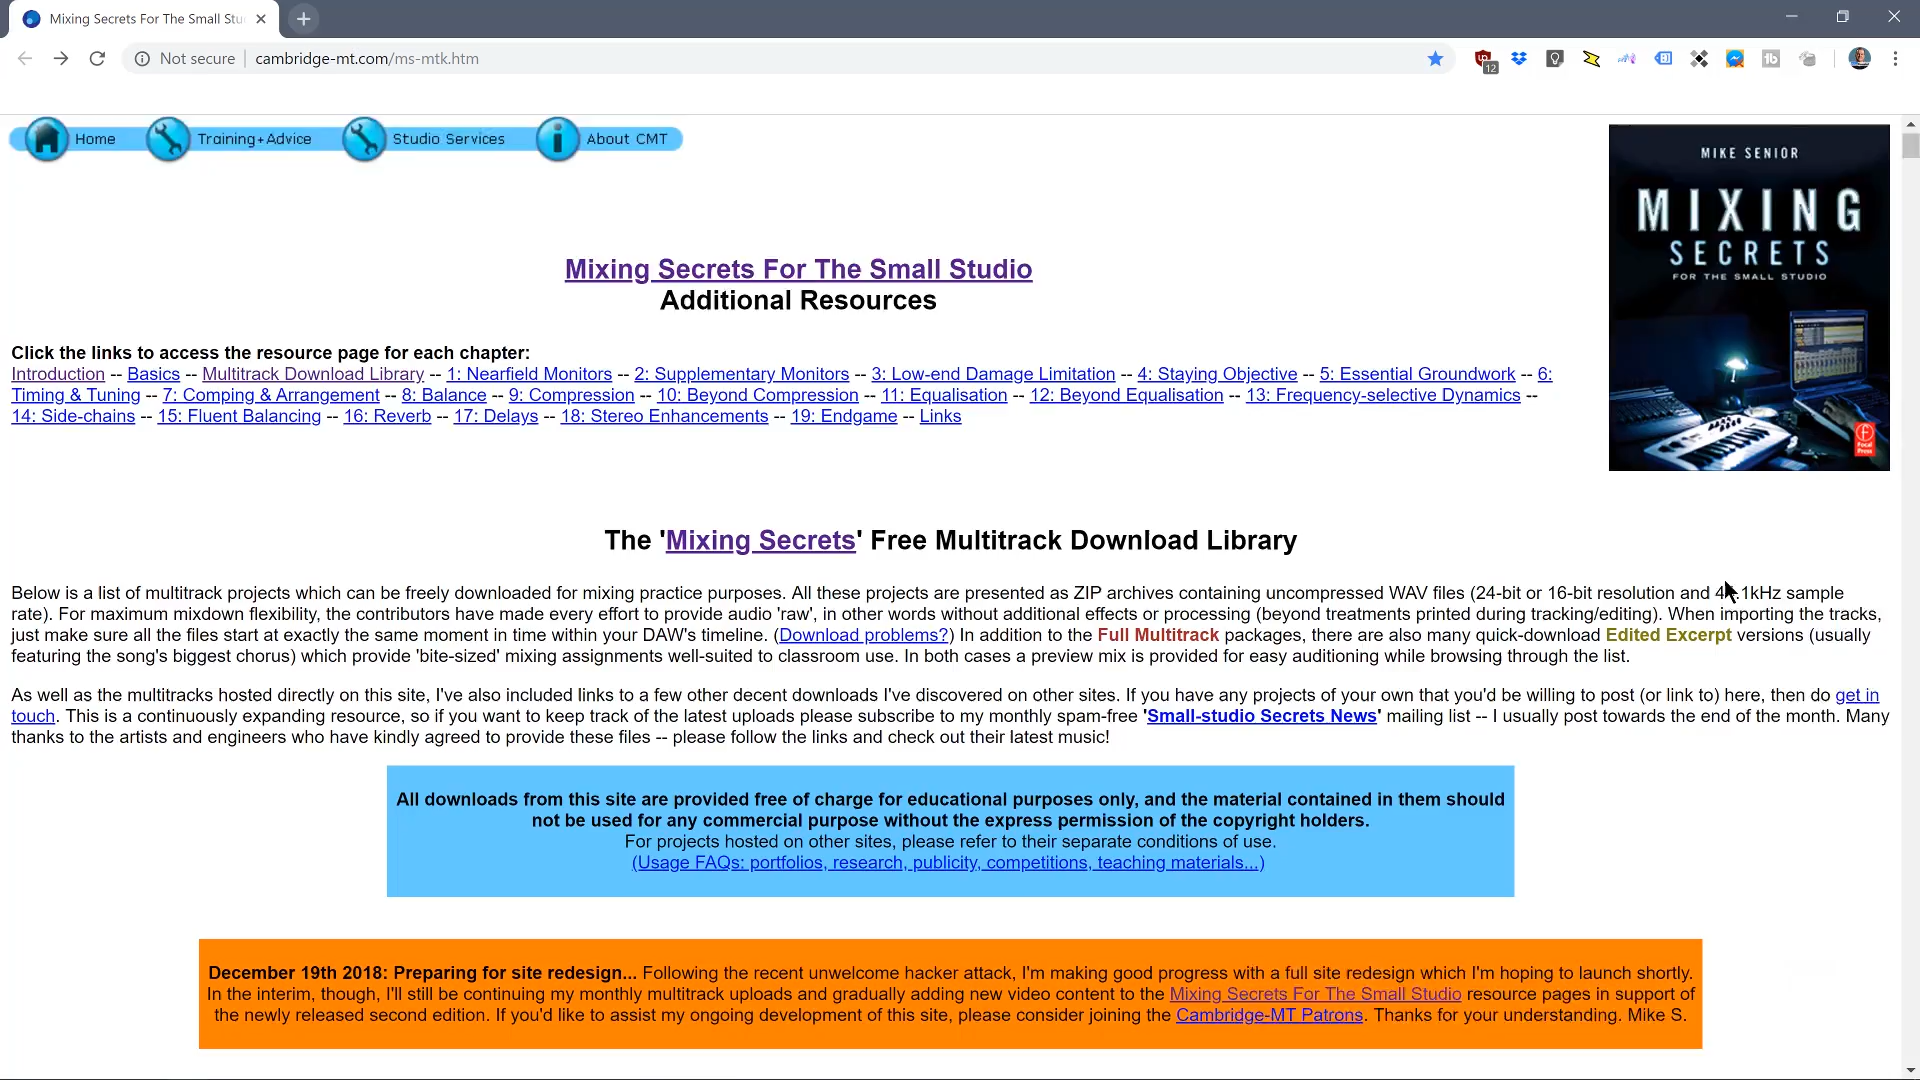 Mixing Secrets For The Small Stu
Not secure
cambridge-mt.com/ms-mtk.htm
12
Home
Training+Advice
Studio Services
About CMT
MIKE SENIOR
MIXING
SECRETS
FOR THE SMALL STUDIO
Focal
Press
Mixing Secrets For The Small Studio
Additional Resources
Click the links to access the resource page for each chapter:
Introduction -- Basics -- Multitrack Download Library -- 1: Nearfield Monitors -- 2: Supplementary Monitors -- 3: Low-end Damage Limitation -- 4: Staying Objective -- 5: Essential Groundwork -- 6:
Timing & Tuning -- 7: Comping & Arrangement -- 8: Balance -- 9: Compression -- 10: Beyond Compression -- 11: Equalisation -- 12: Beyond Equalisation -- 13: Frequency-selective Dynamics --
14: Side-chains -- 15: Fluent Balancing -- 16: Reverb -- 17: Delays -- 18: Stereo Enhancements -- 19: Endgame -- Links
The 'Mixing Secrets' Free Multitrack Download Library
Below is a list of multitrack projects which can be freely downloaded for mixing practice purposes. All these projects are presented as ZIP archives containing uncompressed WAV files (24-bit or 16-bit resolution and 44.1kHz sample
rate). For maximum mixdown flexibility, the contributors have made every effort to provide audio 'raw', in other words without additional effects or processing (beyond treatments printed during tracking/editing). When importing the tracks,
just make sure all the files start at exactly the same moment in time within your DAW's timeline. (Download problems?) In addition to the Full Multitrack packages, there are also many quick-download Edited Excerpt versions (usually
featuring the song's biggest chorus) which provide 'bite-sized' mixing assignments well-suited to classroom use. In both cases a preview mix is provided for easy auditioning while browsing through the list.
As well as the multitracks hosted directly on this site, I've also included links to a few other decent downloads I've discovered on other sites. If you have any projects of your own that you'd be willing to post (or link to) here, then do get in
touch. This is a continuously expanding resource, so if you want to keep track of the latest uploads please subscribe to my monthly spam-free 'Small-studio Secrets News' mailing list -- I usually post towards the end of the month. Many
thanks to the artists and engineers who have kindly agreed to provide these files -- please follow the links and check out their latest music!
All downloads from this site are provided free of charge for educational purposes only, and the material contained in them should
not be used for any commercial purpose without the express permission of the copyright holders.
For projects hosted on other sites, please refer to their separate conditions of use.
(Usage FAQs: portfolios, research, publicity, competitions, teaching materials...)
December 19th 2018: Preparing for site redesign... Following the recent unwelcome hacker attack, I'm making good progress with a full site redesign which I'm hoping to launch shortly.
In the interim, though, I'll still be continuing my monthly multitrack uploads and gradually adding new video content to the Mixing Secrets For The Small Studio resource pages in support of
the newly released second edition. If you'd like to assist my ongoing development of this site, please consider joining the Cambridge-MT Patrons. Thanks for your understanding. Mike S.